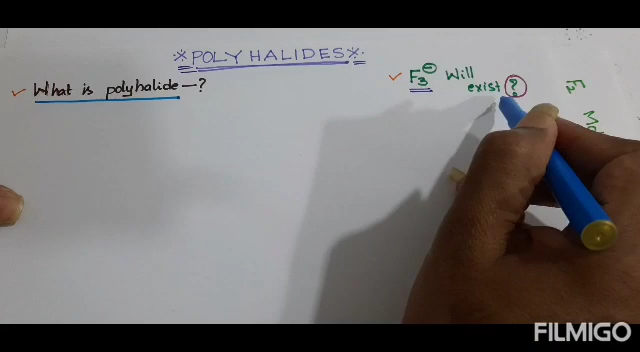 *POLYHALIDES*
✓ What is polyhalide —?
✓ F₃⊖ Will
exist ?
FILMIGO